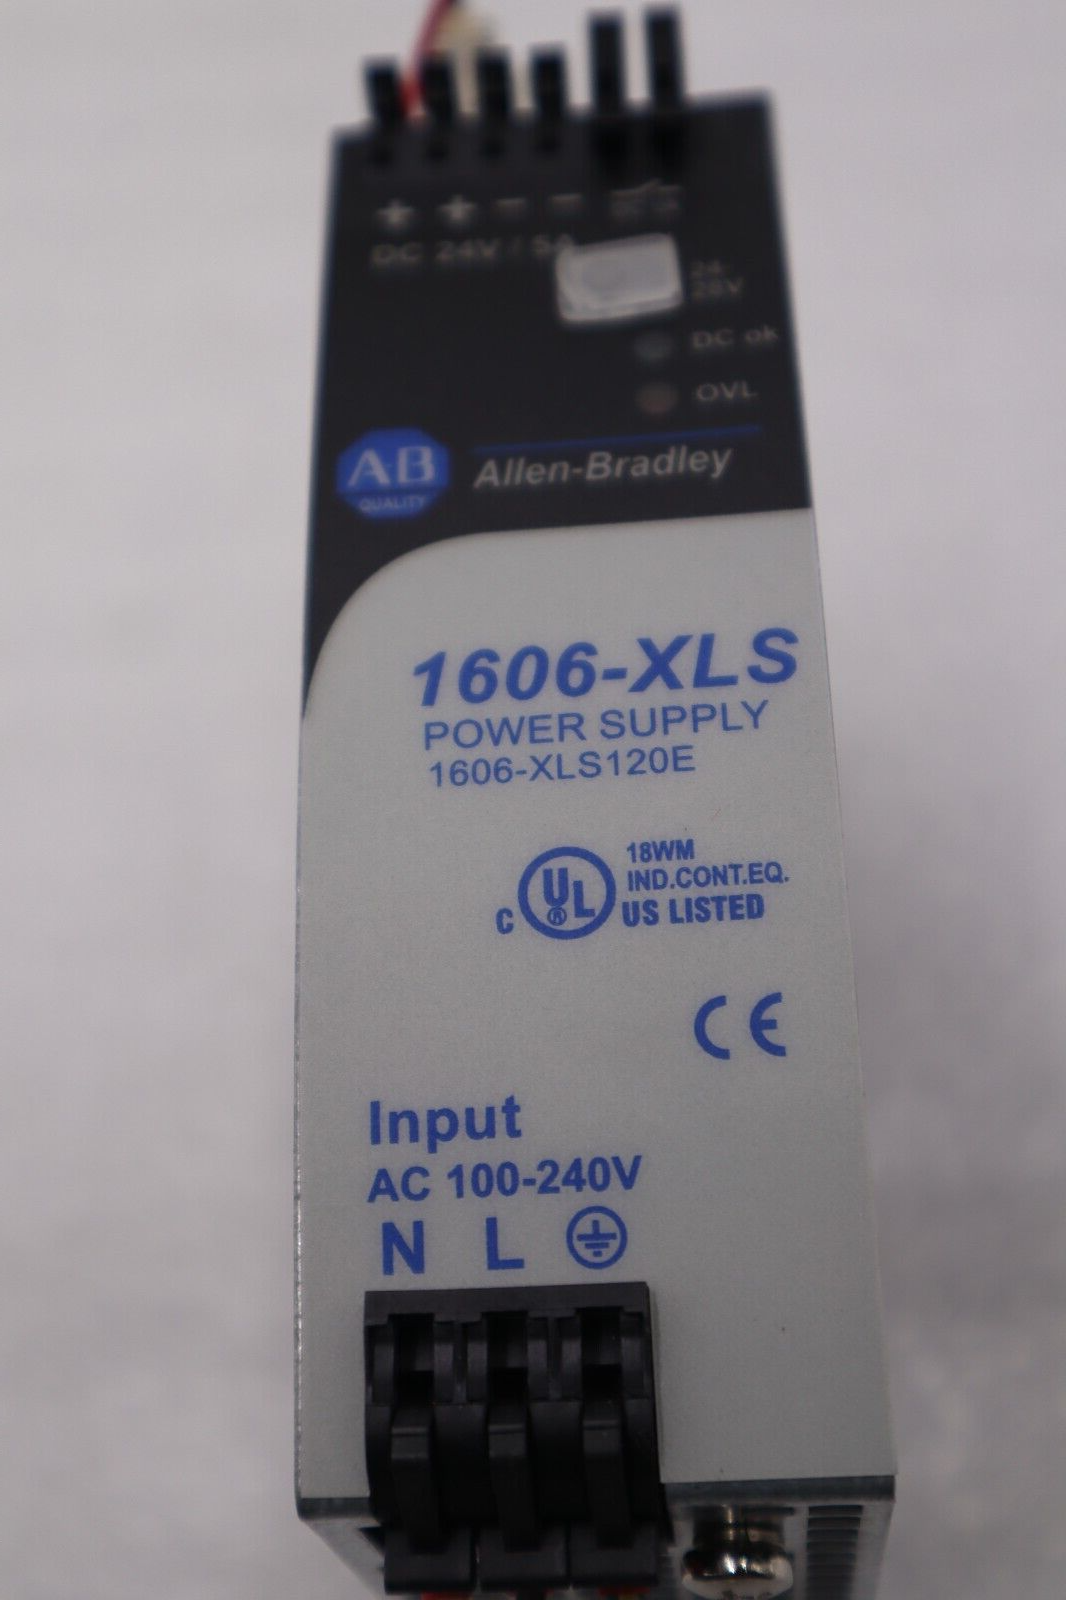 + + - -
DC 24V / 5A
24-
28V
DC ok
OVL
AB
QUALITY
Allen-Bradley
1606-XLS
POWER SUPPLY
1606-XLS120E
18WM
IND.CONT.EQ.
C UL ® US LISTED
CE
Input
AC 100-240V
N L